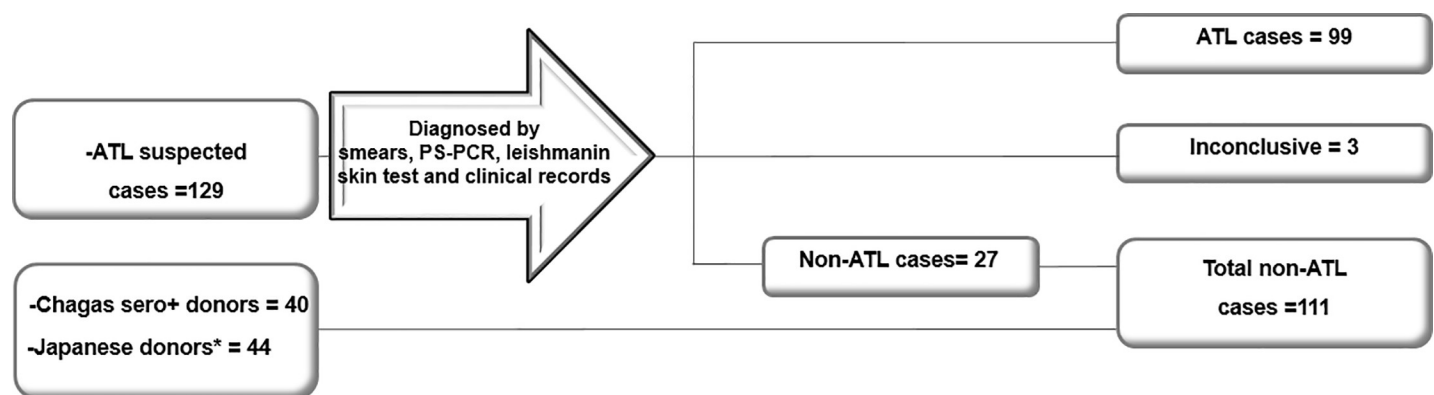 -ATL suspected
cases =129
Diagnosed by
smears, PS-PCR, leishmanin
skin test and clinical records
ATL cases = 99
Inconclusive = 3
Non-ATL cases= 27
Total non-ATL
cases =111
-Chagas sero+ donors = 40
-Japanese donors* = 44